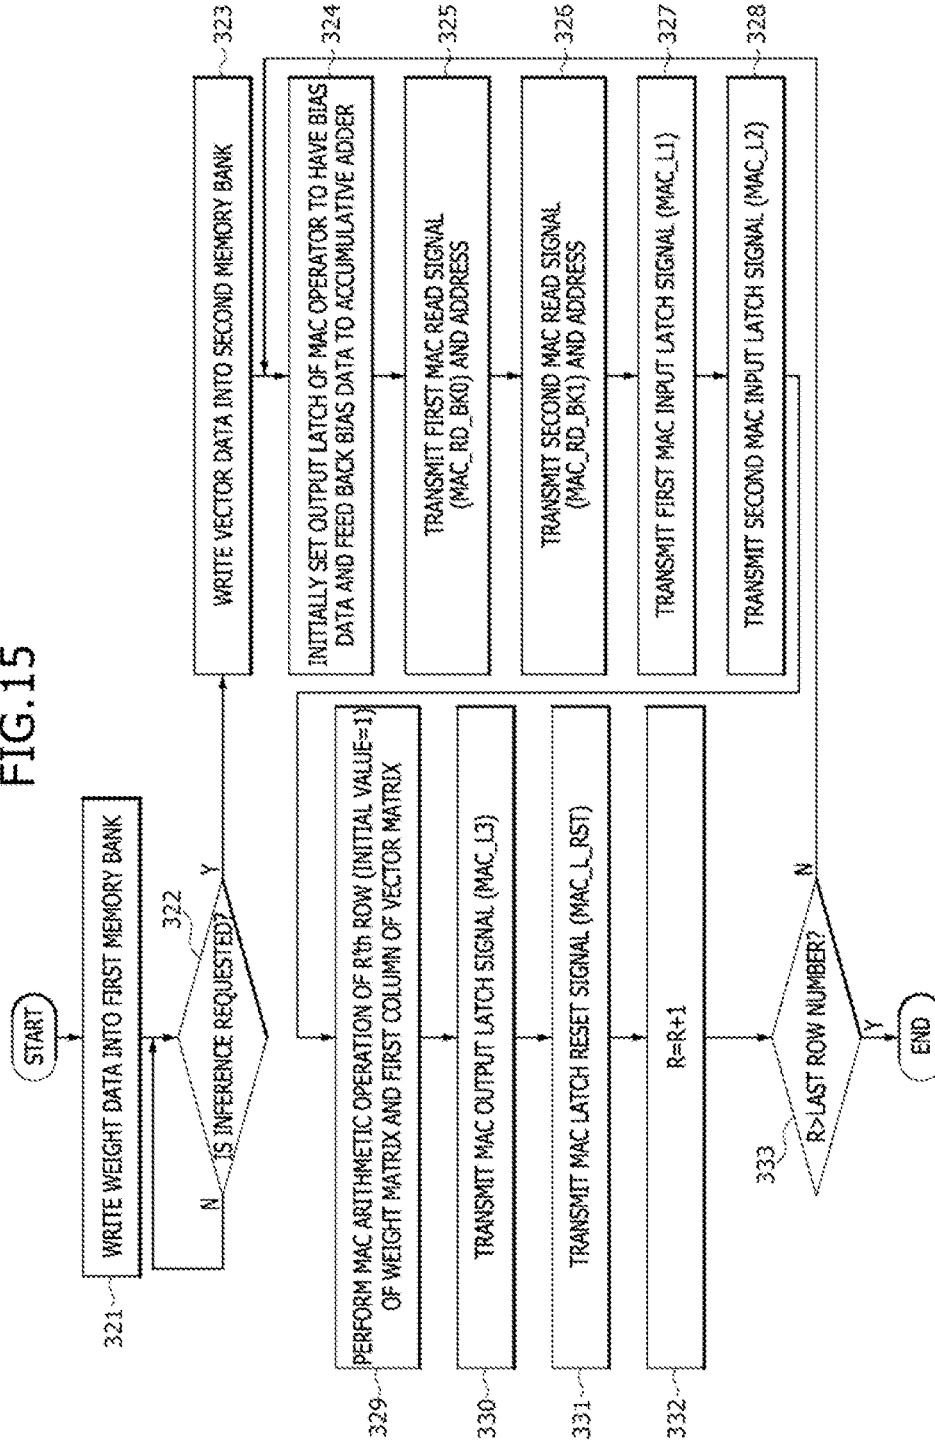 FIG.15
START
321
WRITE WEIGHT DATA INTO FIRST MEMORY BANK
322
IS INFERENCE REQUESTED?
N
Y
323
WRITE VECTOR DATA INTO SECOND MEMORY BANK
324
INITIALLY SET OUTPUT LATCH OF MAC OPERATOR TO HAVE BIAS
DATA AND FEED BACK BIAS DATA TO ACCUMULATIVE ADDER
325
TRANSMIT FIRST MAC READ SIGNAL
(MAC_RD_BK0) AND ADDRESS
326
TRANSMIT SECOND MAC READ SIGNAL
(MAC_RD_BK1) AND ADDRESS
327
TRANSMIT FIRST MAC INPUT LATCH SIGNAL (MAC_L1)
328
TRANSMIT SECOND MAC INPUT LATCH SIGNAL (MAC_L2)
329
PERFORM MAC ARITHMETIC OPERATION OF R'th ROW (INITIAL VALUE=1)
OF WEIGHT MATRIX AND FIRST COLUMN OF VECTOR MATRIX
330
TRANSMIT MAC OUTPUT LATCH SIGNAL (MAC_L3)
331
TRANSMIT MAC LATCH RESET SIGNAL (MAC_L_RST)
332
R=R+1
333
R>LAST ROW NUMBER?
N
Y
END